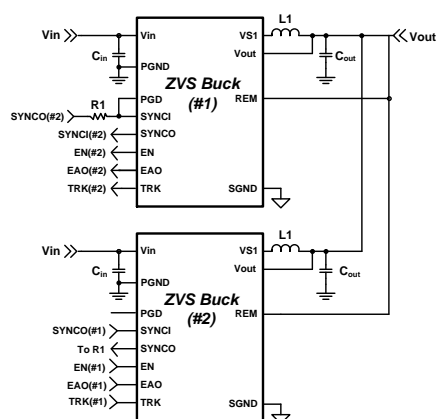 Vin
Cin
Vin
PGND
ZVS Buck
(#1)
VS1
L1
Vout
Cout
Vout
REM
R1
SYNCO(#2)
PGD
SYNCI
SYNCI(#2)
SYNCO
EN(#2)
EN
EAO(#2)
EAO
TRK(#2)
TRK
SGND
Vin
Cin
Vin
PGND
ZVS Buck
(#2)
VS1
L1
Vout
Cout
REM
PGD
SYNCO(#1)
SYNCI
To R1
SYNCO
EN(#1)
EN
EAO(#1)
EAO
TRK(#1)
TRK
SGND